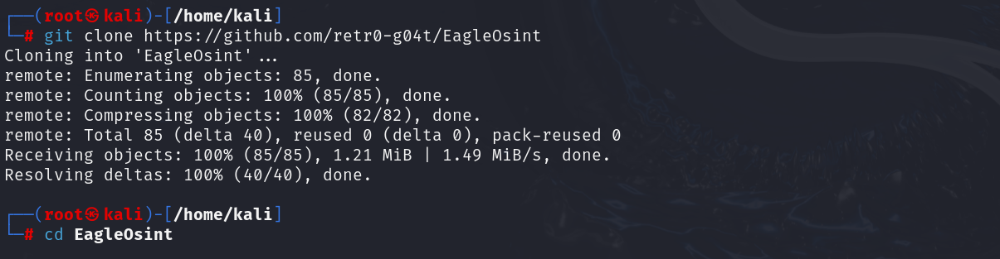 ┌──(root㉿kali)-[/home/kali]
└─# git clone https://github.com/retr0-g04t/EagleOsint
Cloning into 'EagleOsint'...
remote: Enumerating objects: 85, done.
remote: Counting objects: 100% (85/85), done.
remote: Compressing objects: 100% (82/82), done.
remote: Total 85 (delta 40), reused 0 (delta 0), pack-reused 0
Receiving objects: 100% (85/85), 1.21 MiB | 1.49 MiB/s, done.
Resolving deltas: 100% (40/40), done.
┌──(root㉿kali)-[/home/kali]
└─# cd EagleOsint